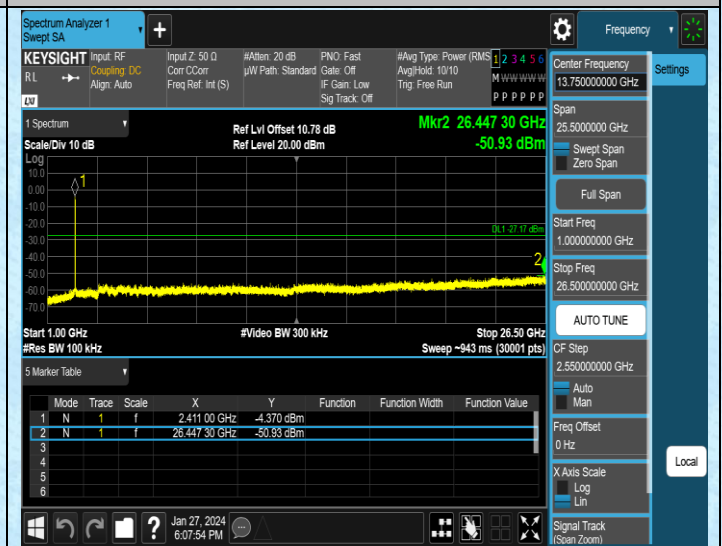 Spectrum Analyzer 1
Swept SA
Frequency
KEYSIGHT
RL
LXI
Input: RF
Coupling: DC
Align: Auto
Input Z: 50 Ω
Corr CCorr
Freq Ref: Int (S)
#Atten: 20 dB
µW Path: Standard
PNO: Fast
Gate: Off
IF Gain: Low
Sig Track: Off
#Avg Type: Power (RMS
Avg|Hold: 10/10
Trig: Free Run
1 2 3 4 5 6
M W W W W W
P P P P P P
Center Frequency
13.750000000 GHz
Settings
Span
25.5000000 GHz
Swept Span
Zero Span
Full Span
Start Freq
1.000000000 GHz
Stop Freq
26.500000000 GHz
AUTO TUNE
CF Step
2.550000000 GHz
Auto
Man
Freq Offset
0 Hz
X Axis Scale
Log
Lin
Signal Track
(Span Zoom)
Local
1 Spectrum
Scale/Div 10 dB
Ref Lvl Offset 10.78 dB
Ref Level 20.00 dBm
Mkr2 26.447 30 GHz
-50.93 dBm
Log
10.0
0.00
-10.0
-20.0
-30.0
-40.0
-50.0
-60.0
-70.0
1
DL1 -27.17 dBm
2
Start 1.00 GHz
#Res BW 100 kHz
#Video BW 300 kHz
Stop 26.50 GHz
Sweep ~943 ms (30001 pts)
5 Marker Table
Mode Trace Scale X Y Function Function Width Function Value
1 N 1 f 2.411 00 GHz -4.370 dBm
2 N 1 f 26.447 30 GHz -50.93 dBm
3
4
5
6
Jan 27, 2024
6:07:54 PM